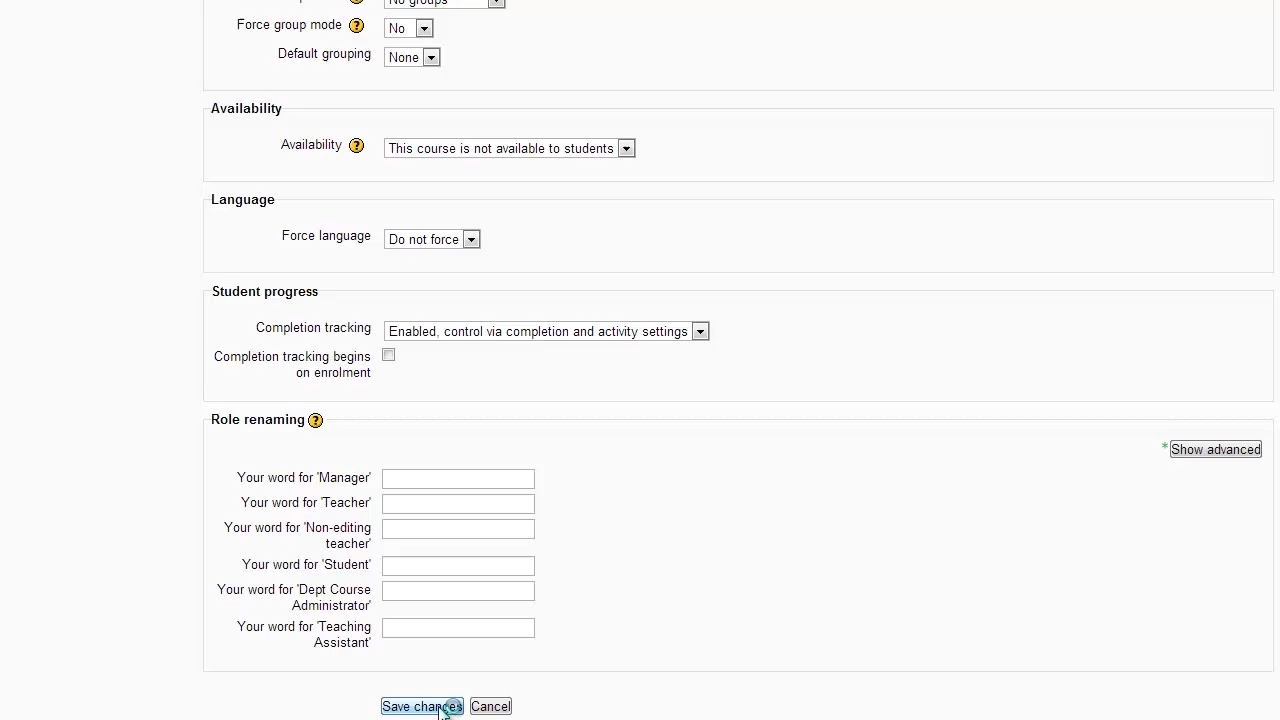 No groups
Force group mode No
Default grouping None
Availability
Availability This course is not available to students
Language
Force language Do not force
Student progress
Completion tracking Enabled, control via completion and activity settings
Completion tracking begins
on enrolment
Role renaming
* Show advanced
Your word for 'Manager'
Your word for 'Teacher'
Your word for 'Non-editing
teacher'
Your word for 'Student'
Your word for 'Dept Course
Administrator'
Your word for 'Teaching
Assistant'
Save changes Cancel